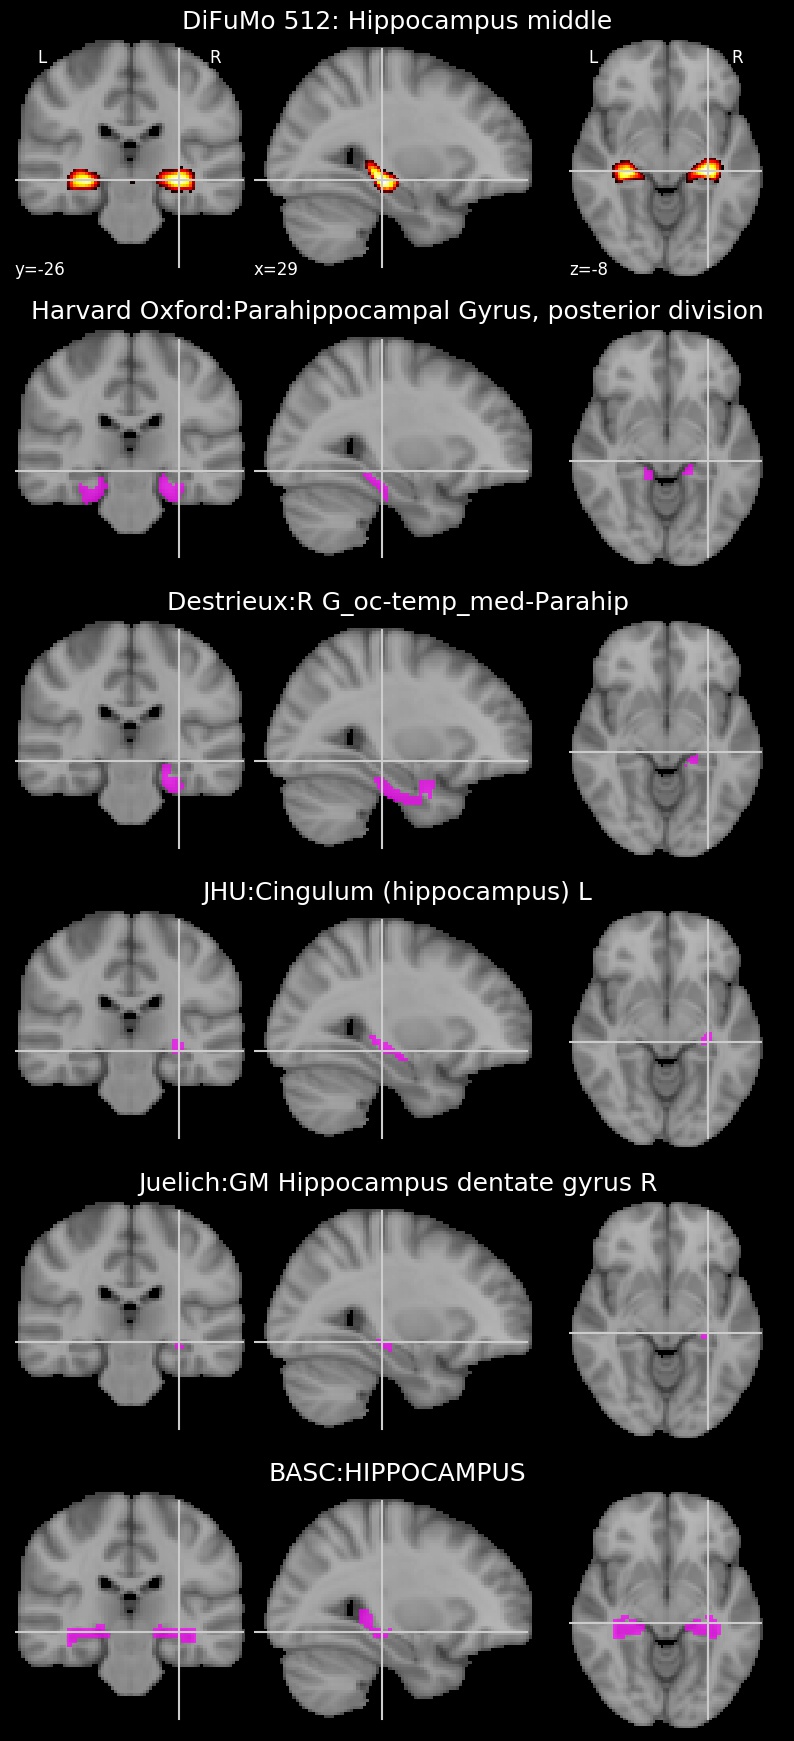 DiFuMo 512: Hippocampus middle
L R L R
y=-26 x=29 z=-8
Harvard Oxford:Parahippocampal Gyrus, posterior division
Destrieux:R G_oc-temp_med-Parahip
JHU:Cingulum (hippocampus) L
Juelich:GM Hippocampus dentate gyrus R
BASC:HIPPOCAMPUS